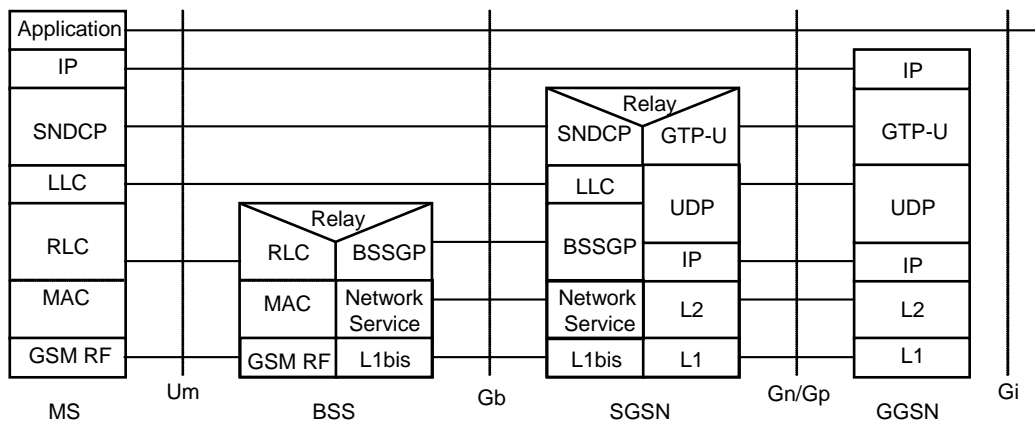 Application
IP
SNDCP
LLC
RLC
MAC
GSM RF
MS
Um
Relay
RLC
BSSGP
MAC
Network
Service
GSM RF
L1bis
BSS
Gb
Relay
SNDCP
GTP-U
LLC
UDP
BSSGP
IP
Network
Service
L2
L1bis
L1
SGSN
Gn/Gp
IP
GTP-U
UDP
IP
L2
L1
GGSN
Gi